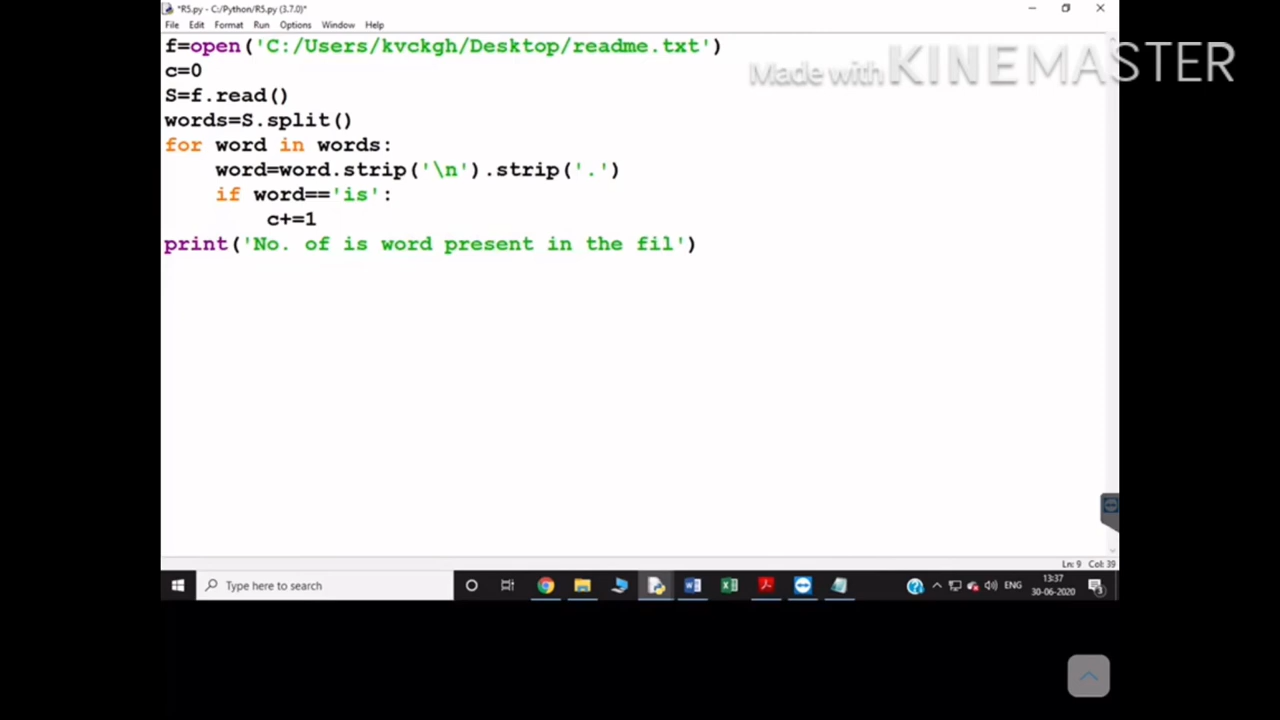 *R5.py - C:/Python/R5.py (3.7.0)*
File Edit Format Run Options Window Help
f=open('C:/Users/kvckgh/Desktop/readme.txt')
Made with KINEMASTER
c=0
S=f.read()
words=S.split()
for word in words:
    word=word.strip('\n').strip('.')
    if word=='is':
        c+=1
print('No. of is word present in the fil')
Ln: 9 Col: 39
Type here to search
ENG
13:37
30-06-2020
3